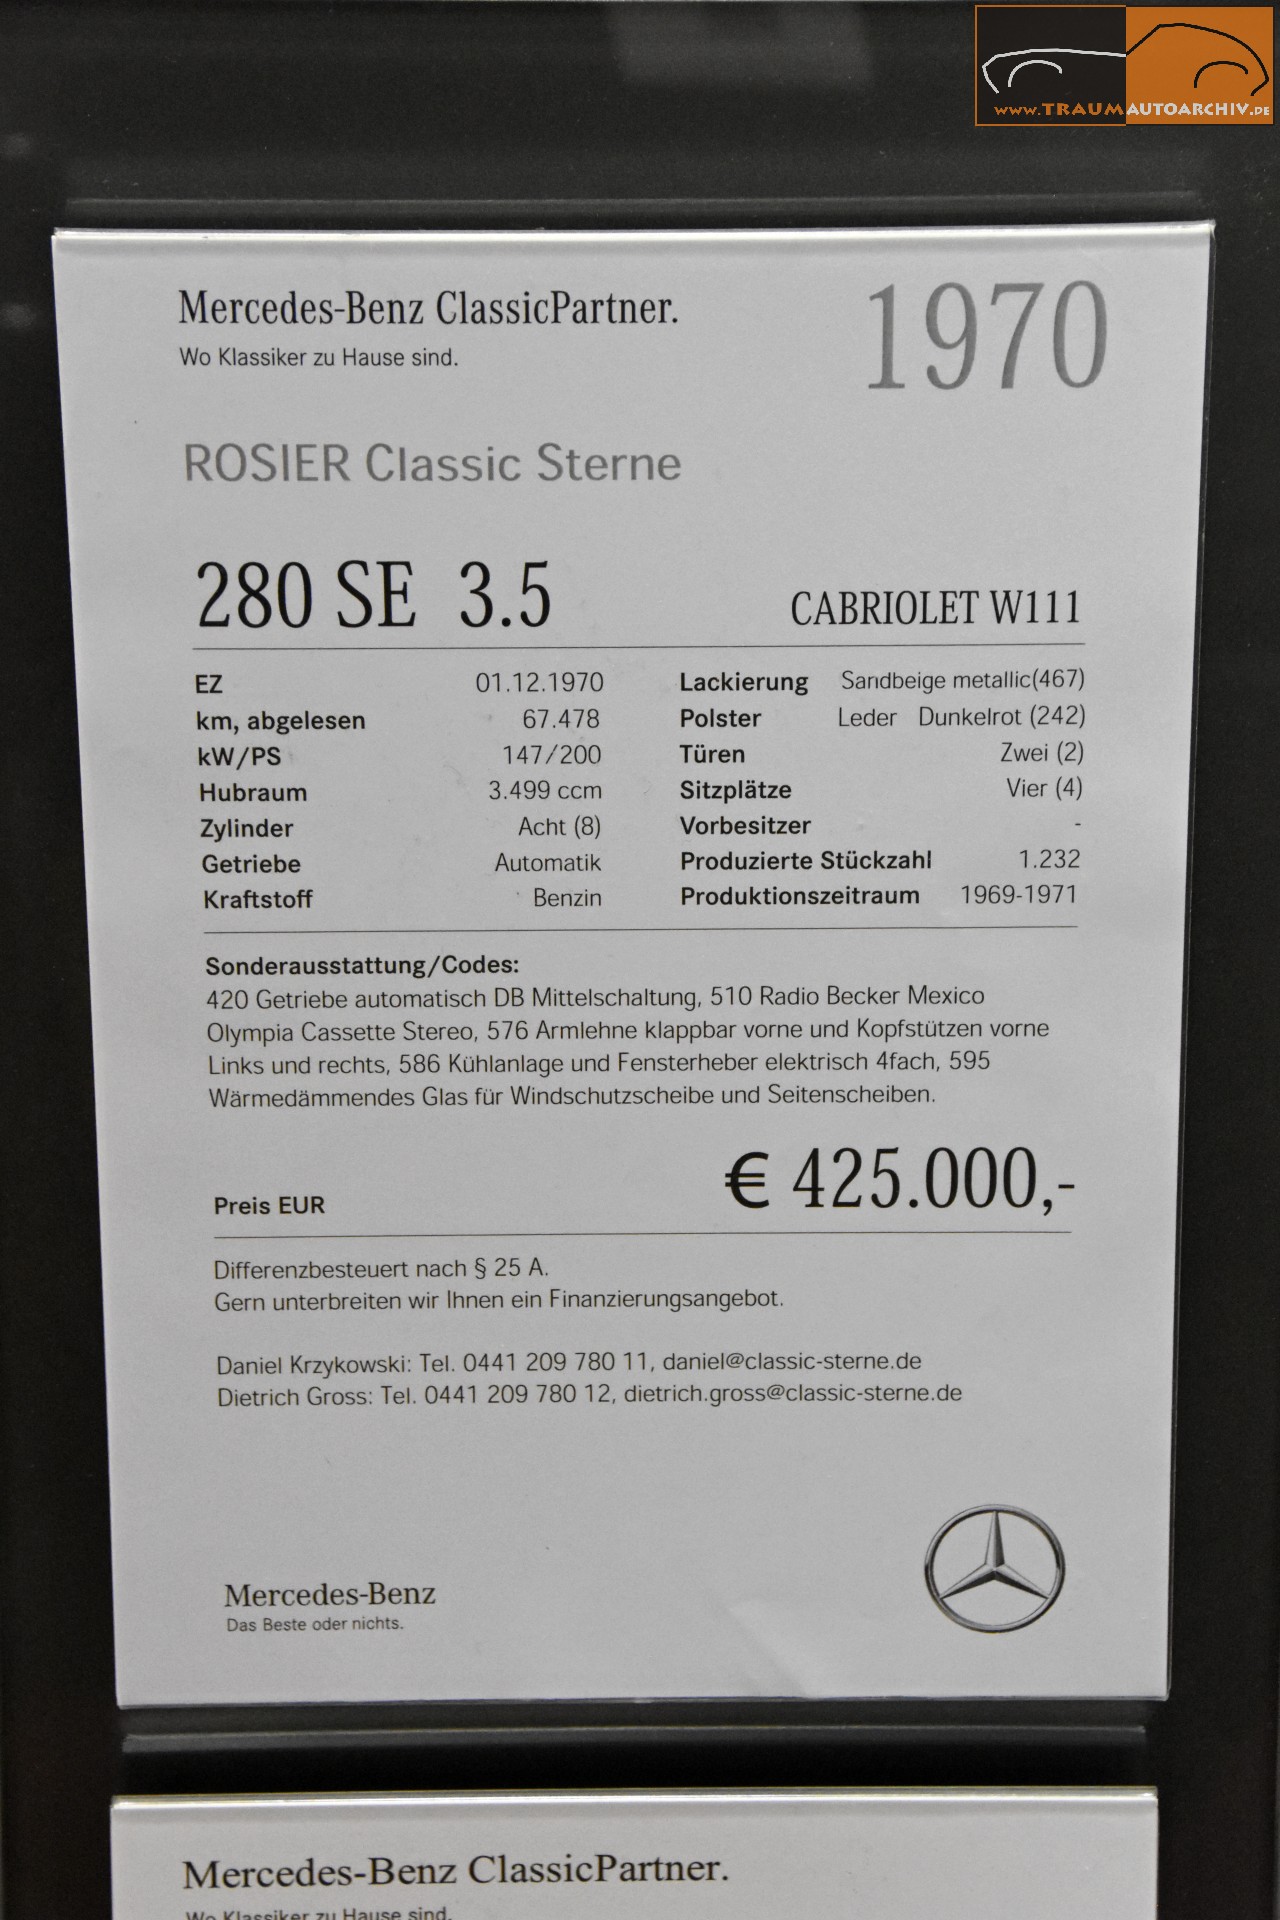 www.TRAUMAUTOARCHIV.DE
Mercedes-Benz ClassicPartner.
Wo Klassiker zu Hause sind.
1970
ROSIER Classic Sterne
280 SE 3.5
CABRIOLET W111
EZ 01.12.1970
km, abgelesen 67.478
kW/PS 147/200
Hubraum 3.499 ccm
Zylinder Acht (8)
Getriebe Automatik
Kraftstoff Benzin
Lackierung Sandbeige metallic(467)
Polster Leder Dunkelrot (242)
Türen Zwei (2)
Sitzplätze Vier (4)
Vorbesitzer -
Produzierte Stückzahl 1.232
Produktionszeitraum 1969-1971
Sonderausstattung/Codes:
420 Getriebe automatisch DB Mittelschaltung, 510 Radio Becker Mexico
Olympia Cassette Stereo, 576 Armlehne klappbar vorne und Kopfstützen vorne
Links und rechts, 586 Kühlanlage und Fensterheber elektrisch 4fach, 595
Wärmedämmendes Glas für Windschutzscheibe und Seitenscheiben.
Preis EUR € 425.000,-
Differenzbesteuert nach § 25 A.
Gern unterbreiten wir Ihnen ein Finanzierungsangebot.
Daniel Krzykowski: Tel. 0441 209 780 11, daniel@classic-sterne.de
Dietrich Gross: Tel. 0441 209 780 12, dietrich.gross@classic-sterne.de
Mercedes-Benz
Das Beste oder nichts.
Mercedes-Benz ClassicPartner.
Wo Klassiker zu Hause sind.